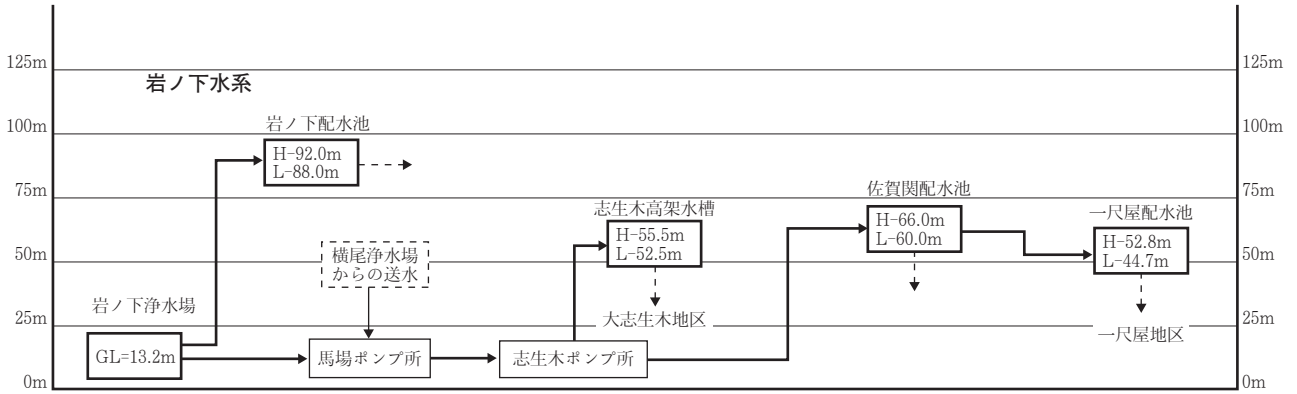 125m
100m
75m
50m
25m
0m
岩ノ下水系
岩ノ下配水池
H-92.0m
L-88.0m
岩ノ下浄水場
GL=13.2m
横尾浄水場
からの送水
馬場ポンプ所
志生木高架水槽
H-55.5m
L-52.5m
大志生木地区
志生木ポンプ所
佐賀関配水池
H-66.0m
L-60.0m
一尺屋配水池
H-52.8m
L-44.7m
一尺屋地区
125m
100m
75m
50m
25m
0m